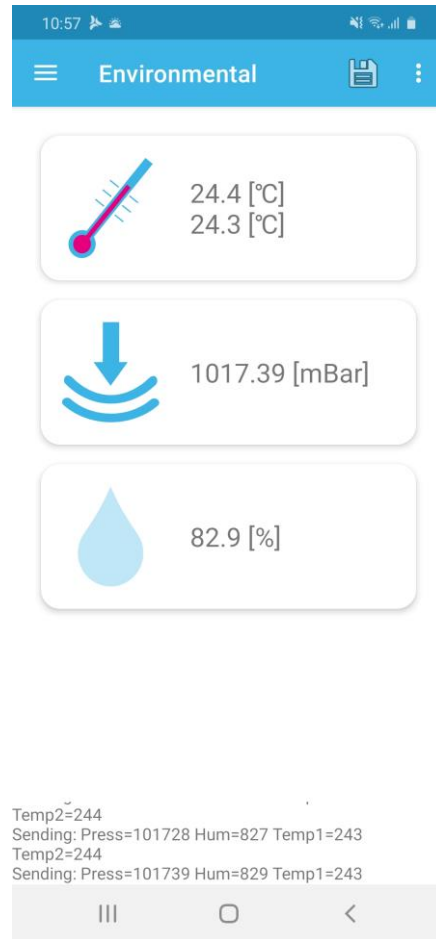 10:57
Environmental
24.4 [℃]
24.3 [℃]
1017.39 [mBar]
82.9 [%]
Temp2=244
Sending: Press=101728 Hum=827 Temp1=243
Temp2=244
Sending: Press=101739 Hum=829 Temp1=243